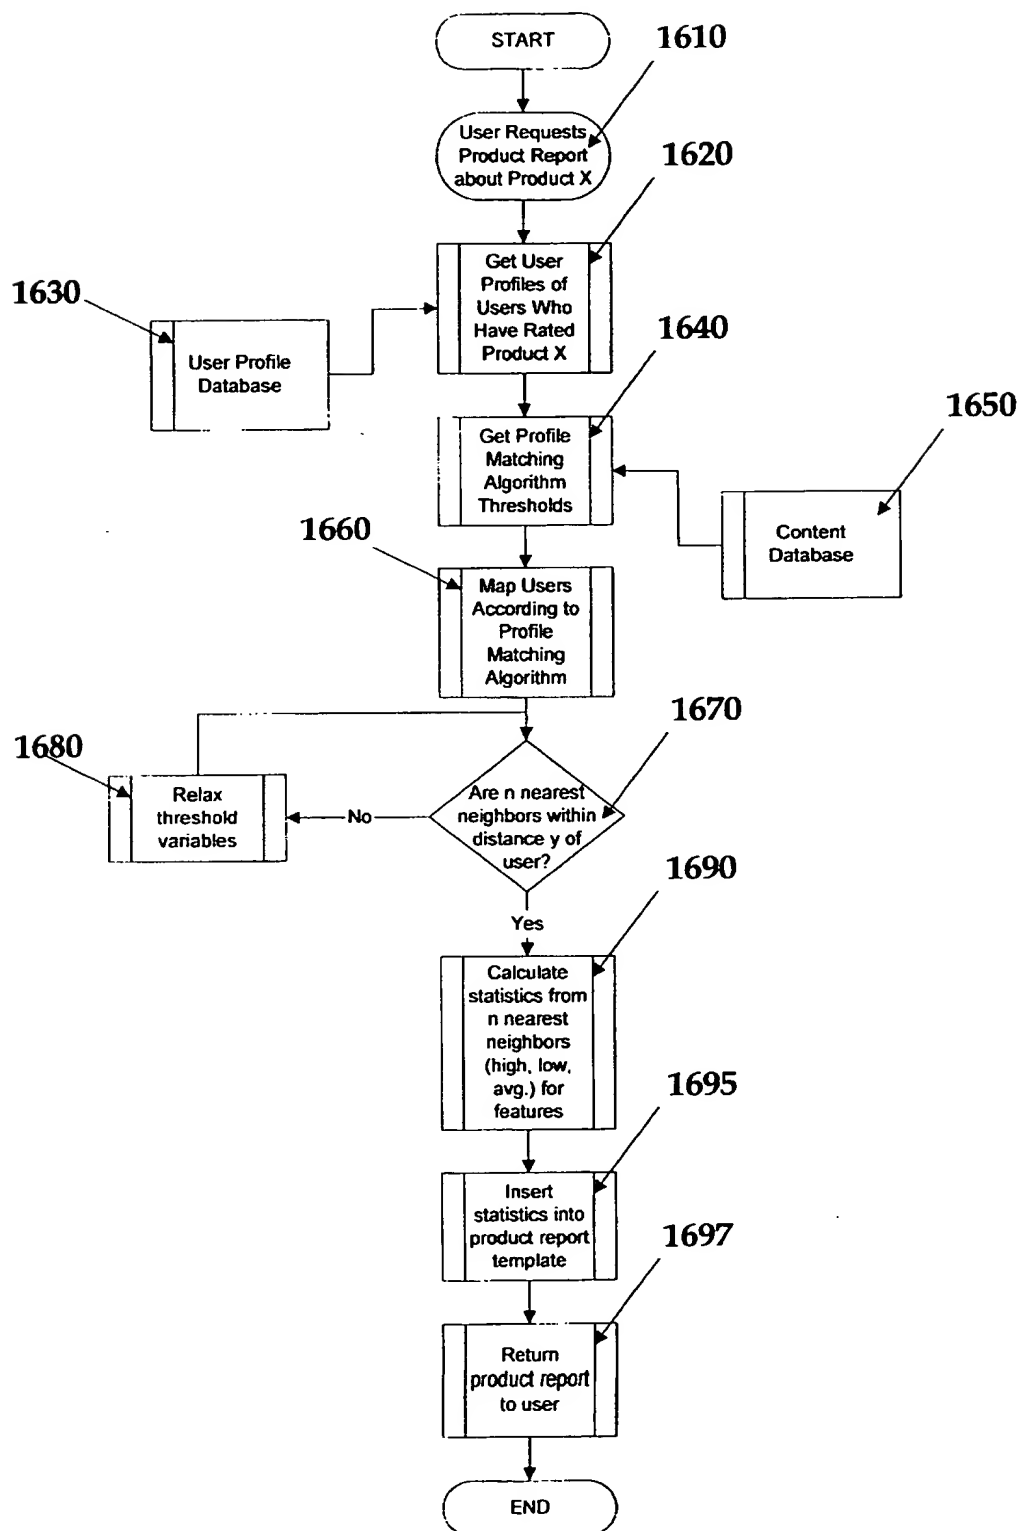 START
1610
User Requests
Product Report
about Product X
1620
Get User
Profiles of
Users Who
Have Rated
Product X
1630
User Profile
Database
1640
Get Profile
Matching
Algorithm
Thresholds
1650
Content
Database
1660
Map Users
According to
Profile
Matching
Algorithm
1670
Are n nearest
neighbors within
distance y of
user?
No
1680
Relax
threshold
variables
Yes
1690
Calculate
statistics from
n nearest
neighbors
(high, low,
avg.) for
features
1695
Insert
statistics into
product report
template
1697
Return
product report
to user
END